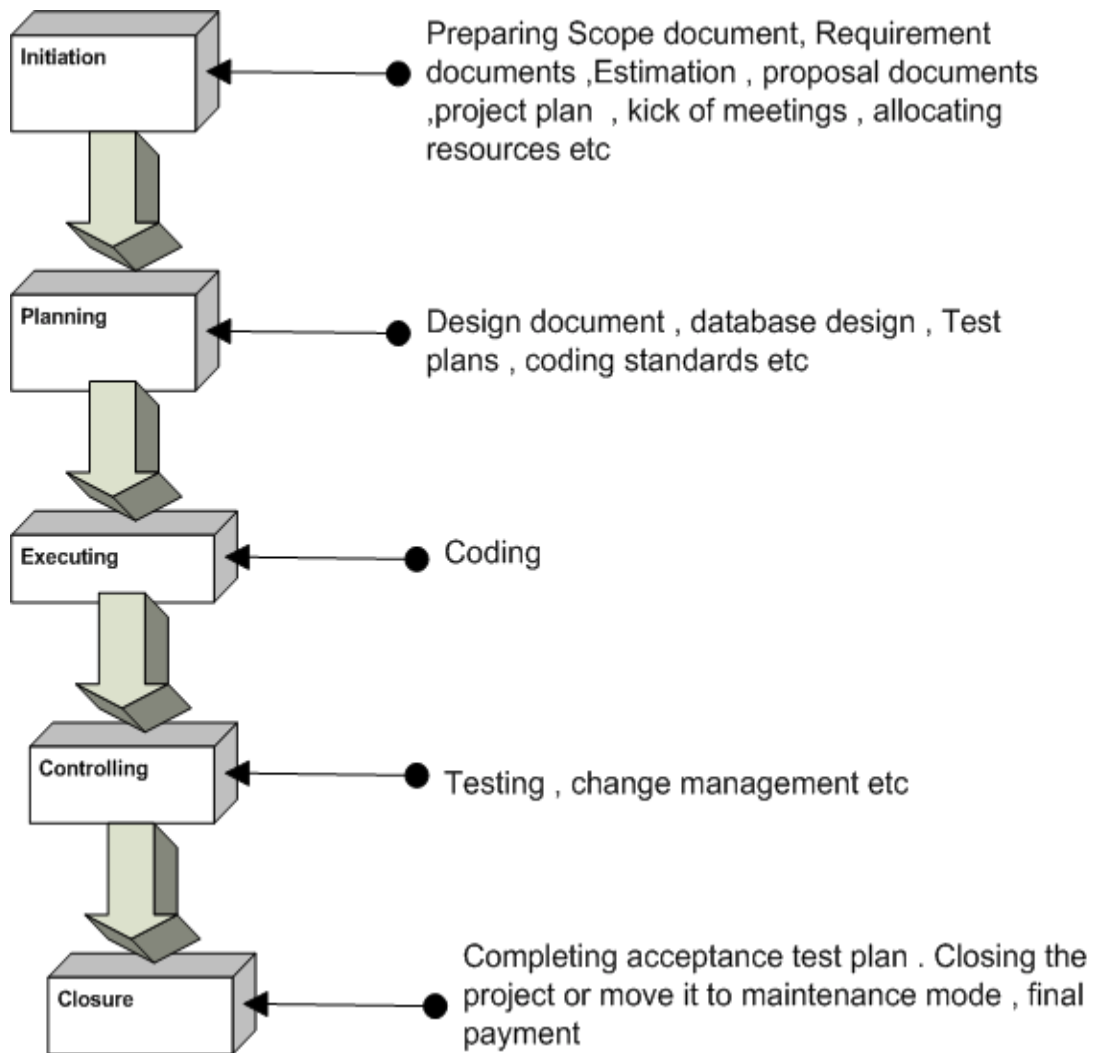 Initiation
Preparing Scope document, Requirement
documents ,Estimation , proposal documents
,project plan , kick of meetings , allocating
resources etc
Planning
Design document , database design , Test
plans , coding standards etc
Executing
Coding
Controlling
Testing , change management etc
Closure
Completing acceptance test plan . Closing the
project or move it to maintenance mode , final
payment